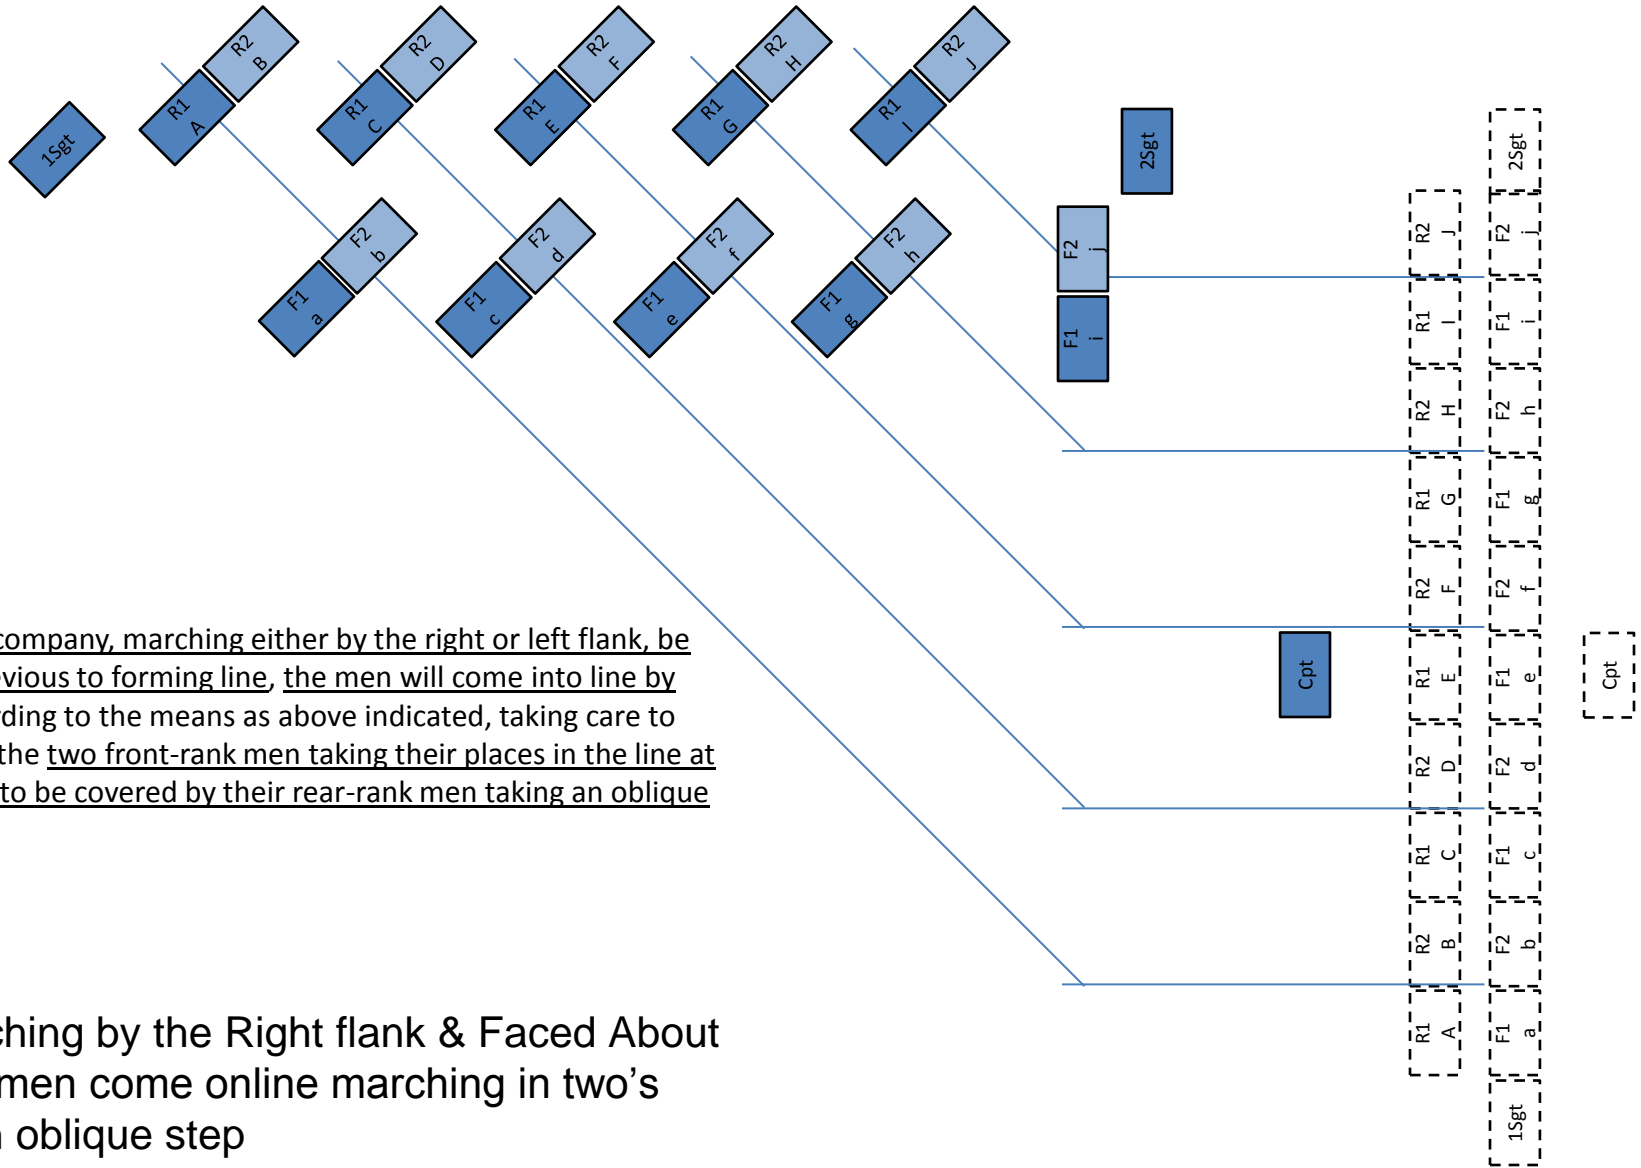 R2 B
R2 D
R2 F
R2 H
R2 J
R1 A
R1 C
R1 E
R1 G
R1 I
1Sgt
2Sgt
2Sgt
F2 b
F2 d
F2 f
F2 h
F2 j
R2 J
F2 j
F1 a
F1 c
F1 e
F1 g
F1 i
R1 I
F1 i
R2 H
F2 h
R1 G
F1 g
R2 F
F2 f
company, marching either by the right or left flank, be
evious to forming line, the men will come into line by
rding to the means as above indicated, taking care to
the two front-rank men taking their places in the line at
to be covered by their rear-rank men taking an oblique
Cpt
R1 E
F1 e
Cpt
R2 D
F2 d
R1 C
F1 c
R2 B
F2 b
R1 A
F1 a
ching by the Right flank & Faced About
men come online marching in two's
n oblique step
1Sgt